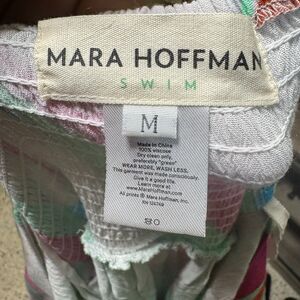 MARA HOFFMAN
SWIM
M
Made in China
100% viscose
Dry clean only,
preferably "green"
WEAR MORE, WASH LESS.
This garment was made consciously.
Give it a good life.
Learn more at
www.MaraHoffman.com
All prints © Mara Hoffman, Inc.